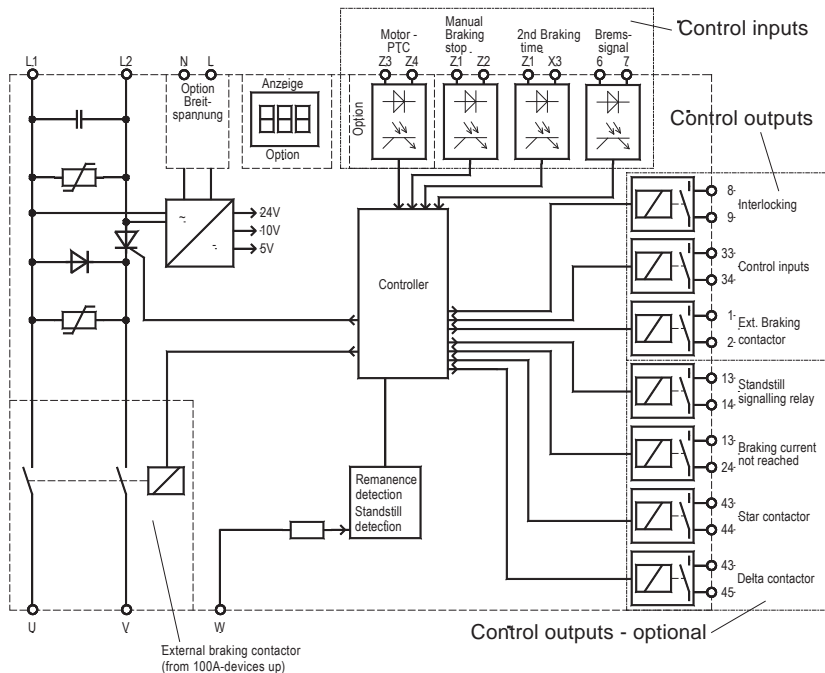 Control inputs
Motor - PTC
Manual Braking stop
2nd Braking time
Brems- signal
L1
L2
N
L
Z3
Z4
Z1
Z2
Z1
X3
6
7
Option Breit- spannung
Anzeige
Option
Option
Control outputs
24V
10V
5V
Controller
8
Interlocking
9
33
Control inputs
34
1
Ext. Braking contactor
2
13
Standstill signalling relay
14
13
Braking current not reached
24
43
Star contactor
44
43
Delta contactor
45
Remanence
detection
Standstill
detection
U
V
W
Control outputs - optional
External braking contactor
(from 100A-devices up)